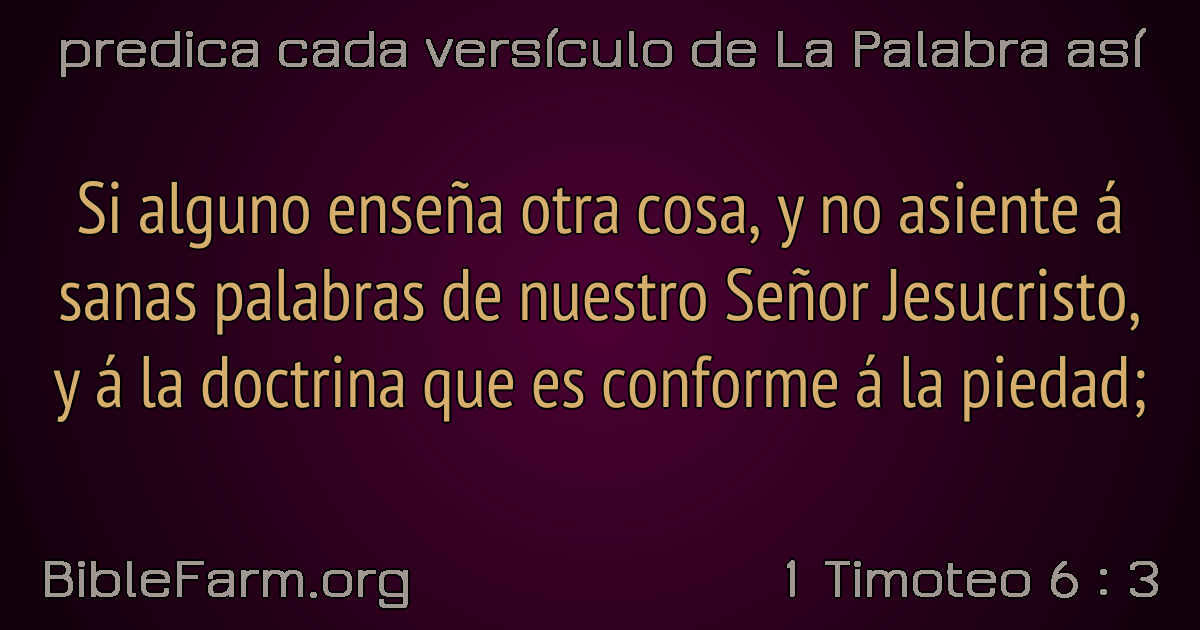 predica cada versículo de La Palabra así
Si alguno enseña otra cosa, y no asiente á
sanas palabras de nuestro Señor Jesucristo,
y á la doctrina que es conforme á la piedad;
BibleFarm.org
1 Timoteo 6 : 3